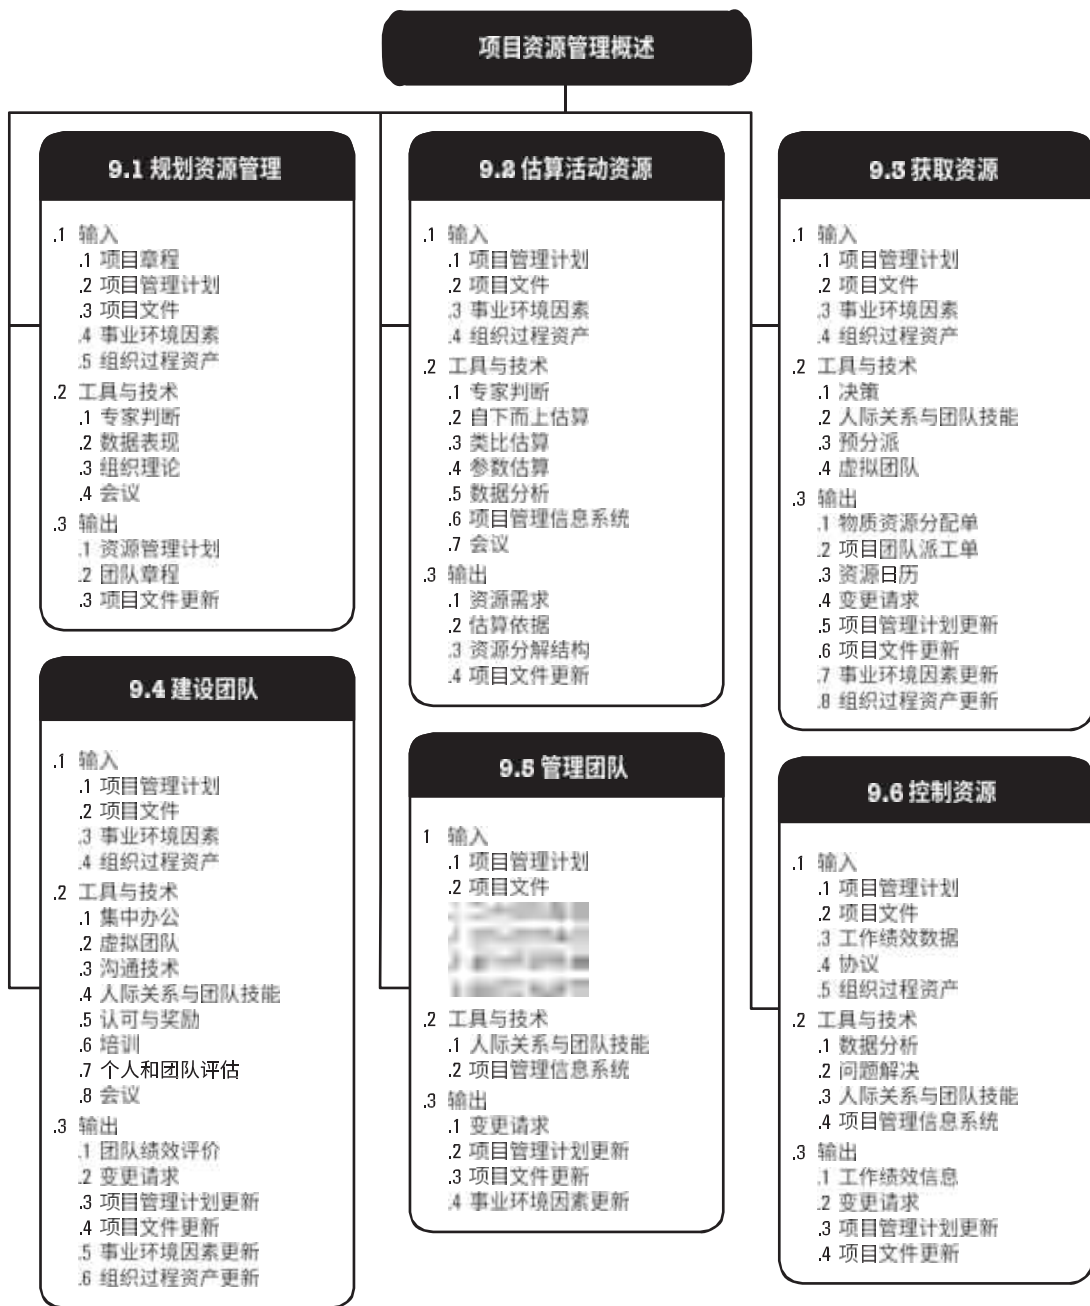 项目资源管理概述
9.1 规划资源管理
.1 输入
.1 项目章程
.2 项目管理计划
.3 项目文件
.4 事业环境因素
.5 组织过程资产
.2 工具与技术
.1 专家判断
.2 数据表现
.3 组织理论
.4 会议
.3 输出
.1 资源管理计划
.2 团队章程
.3 项目文件更新
9.2 估算活动资源
.1 输入
.1 项目管理计划
.2 项目文件
.3 事业环境因素
.4 组织过程资产
.2 工具与技术
.1 专家判断
.2 自下而上估算
.3 类比估算
.4 参数估算
.5 数据分析
.6 项目管理信息系统
.7 会议
.3 输出
.1 资源需求
.2 估算依据
.3 资源分解结构
.4 项目文件更新
9.3 获取资源
.1 输入
.1 项目管理计划
.2 项目文件
.3 事业环境因素
.4 组织过程资产
.2 工具与技术
.1 决策
.2 人际关系与团队技能
.3 预分派
.4 虚拟团队
.3 输出
.1 物质资源分配单
.2 项目团队派工单
.3 资源日历
.4 变更请求
.5 项目管理计划更新
.6 项目文件更新
.7 事业环境因素更新
.8 组织过程资产更新
9.4 建设团队
.1 输入
.1 项目管理计划
.2 项目文件
.3 事业环境因素
.4 组织过程资产
.2 工具与技术
.1 集中办公
.2 虚拟团队
.3 沟通技术
.4 人际关系与团队技能
.5 认可与奖励
.6 培训
.7 个人和团队评估
.8 会议
.3 输出
.1 团队绩效评价
.2 变更请求
.3 项目管理计划更新
.4 项目文件更新
.5 事业环境因素更新
.6 组织过程资产更新
9.5 管理团队
1 输入
.1 项目管理计划
.2 项目文件
.2 工具与技术
.1 人际关系与团队技能
.2 项目管理信息系统
.3 输出
.1 变更请求
.2 项目管理计划更新
.3 项目文件更新
.4 事业环境因素更新
9.6 控制资源
.1 输入
.1 项目管理计划
.2 项目文件
.3 工作绩效数据
.4 协议
.5 组织过程资产
.2 工具与技术
.1 数据分析
.2 问题解决
.3 人际关系与团队技能
.4 项目管理信息系统
.3 输出
.1 工作绩效信息
.2 变更请求
.3 项目管理计划更新
.4 项目文件更新